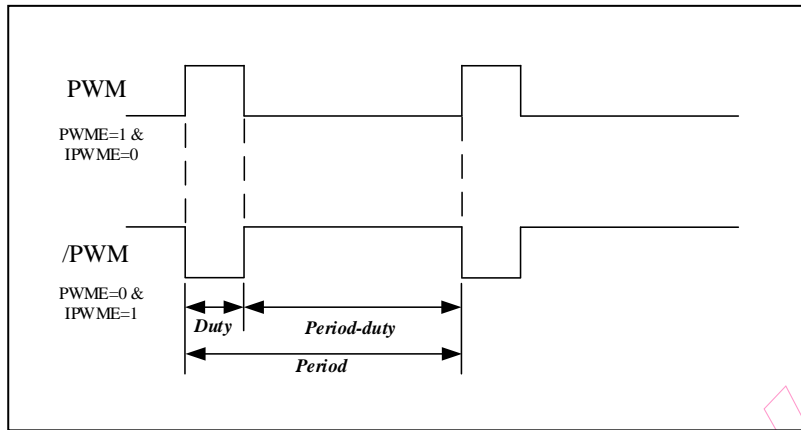 PWM
PWME=1 &
IPWME=0
/PWM
PWME=0 &
IPWME=1
Duty
Period-duty
Period